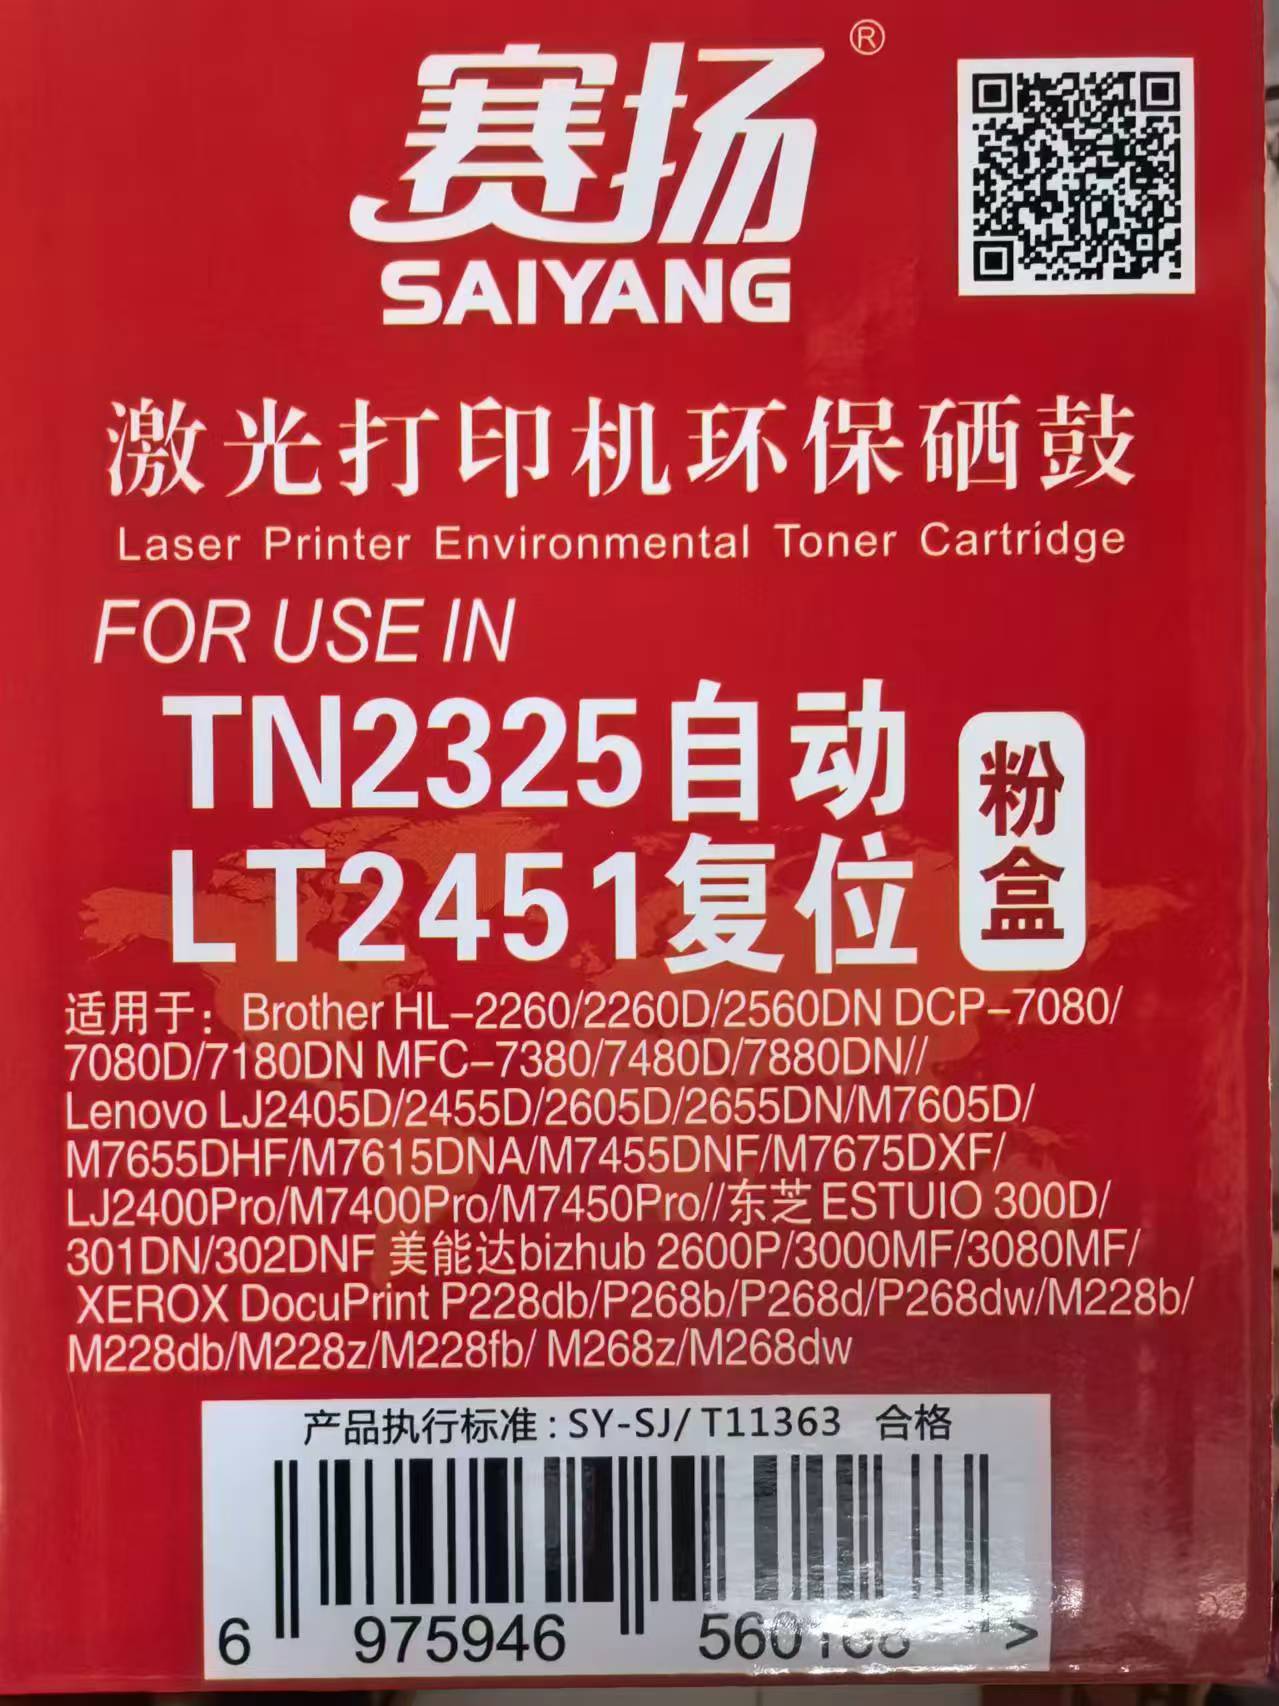 赛扬®
SAIYANG
激光打印机环保硒鼓
Laser Printer Environmental Toner Cartridge
FOR USE IN
TN2325自动
LT2451复位
粉盒
适用于：Brother HL-2260/2260D/2560DN DCP-7080/
7080D/7180DN MFC-7380/7480D/7880DN//
Lenovo LJ2405D/2455D/2605D/2655DN/M7605D/
M7655DHF/M7615DNA/M7455DNF/M7675DXF/
LJ2400Pro/M7400Pro/M7450Pro//东芝 ESTUIO 300D/
301DN/302DNF 美能达bizhub 2600P/3000MF/3080MF/
XEROX DocuPrint P228db/P268b/P268d/P268dw/M228b/
M228db/M228z/M228fb/ M268z/M268dw
产品执行标准：SY-SJ/ T11363 合格
6 975946 >